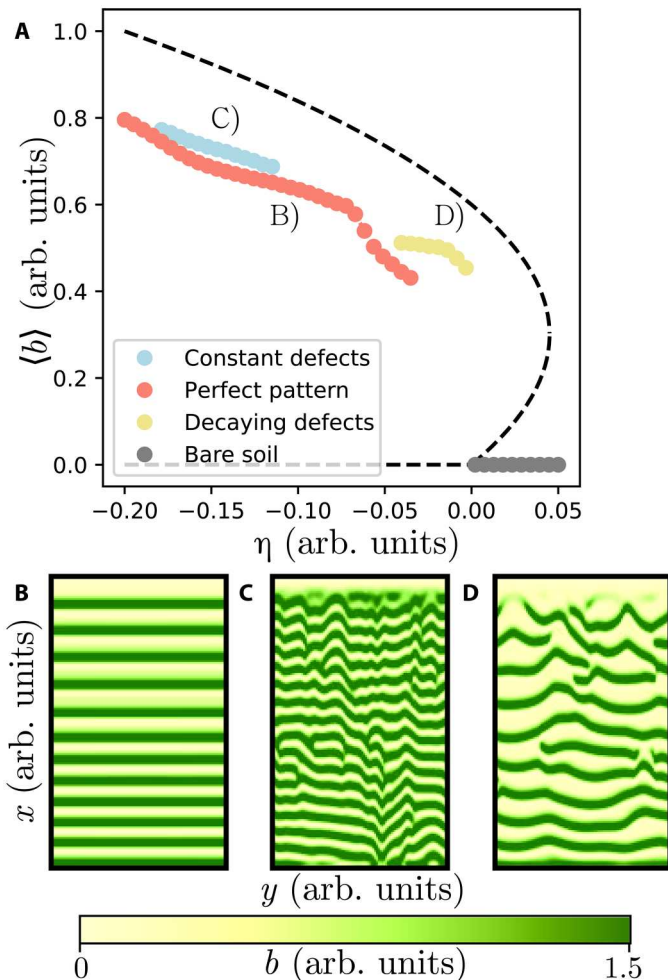 A
1.0
0.8
0.6
0.4
0.2
0.0
⟨b⟩ (arb. units)
C)
B)
D)
Constant defects
Perfect pattern
Decaying defects
Bare soil
−0.20 −0.15 −0.10 −0.05 0.00 0.05
η (arb. units)
B C D
x (arb. units)
y (arb. units)
0 b (arb. units) 1.5